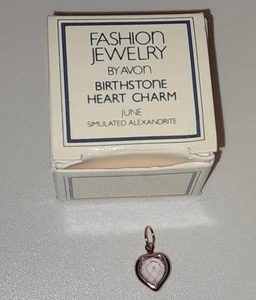 FASHION
JEWELRY
BY AVON
BIRTHSTONE
HEART CHARM
JUNE
SIMULATED ALEXANDRITE